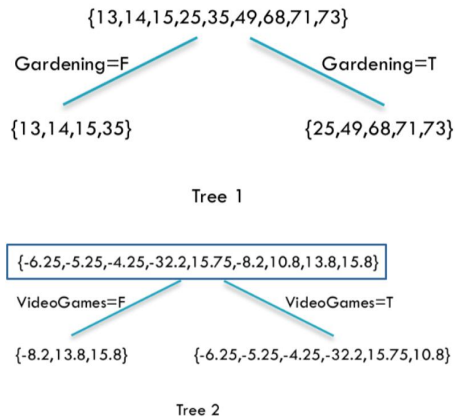 {13,14,15,25,35,49,68,71,73}
Gardening=F Gardening=T
{13,14,15,35} {25,49,68,71,73}
Tree 1
{-6.25,-5.25,-4.25,-32.2,15.75,-8.2,10.8,13.8,15.8}
VideoGames=F VideoGames=T
{-8.2,13.8,15.8} {-6.25,-5.25,-4.25,-32.2,15.75,10.8}
Tree 2